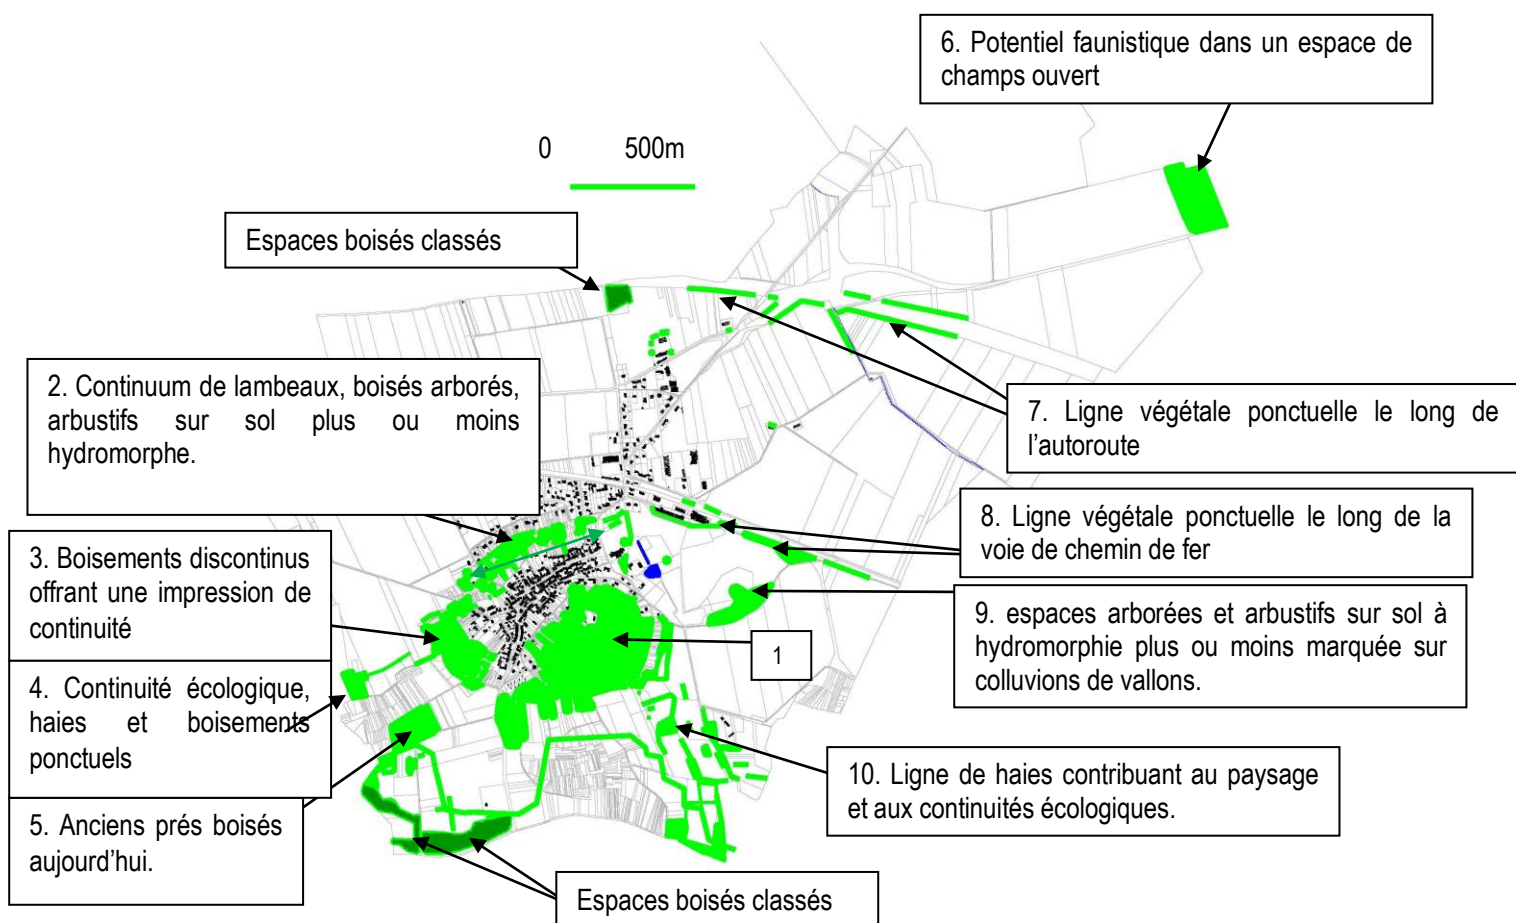 6. Potentiel faunistique dans un espace de
champs ouvert
0 500m
Espaces boisés classés
2. Continuum de lambeaux, boisés arborés,
arbustifs sur sol plus ou moins
hydromorphe.
7. Ligne végétale ponctuelle le long de
l’autoroute
8. Ligne végétale ponctuelle le long de la
voie de chemin de fer
3. Boisements discontinus
offrant une impression de
continuité
9. espaces arborées et arbustifs sur sol à
hydromorphie plus ou moins marquée sur
colluvions de vallons.
1
4. Continuité écologique,
haies et boisements
ponctuels
10. Ligne de haies contribuant au paysage
et aux continuités écologiques.
5. Anciens prés boisés
aujourd’hui.
Espaces boisés classés